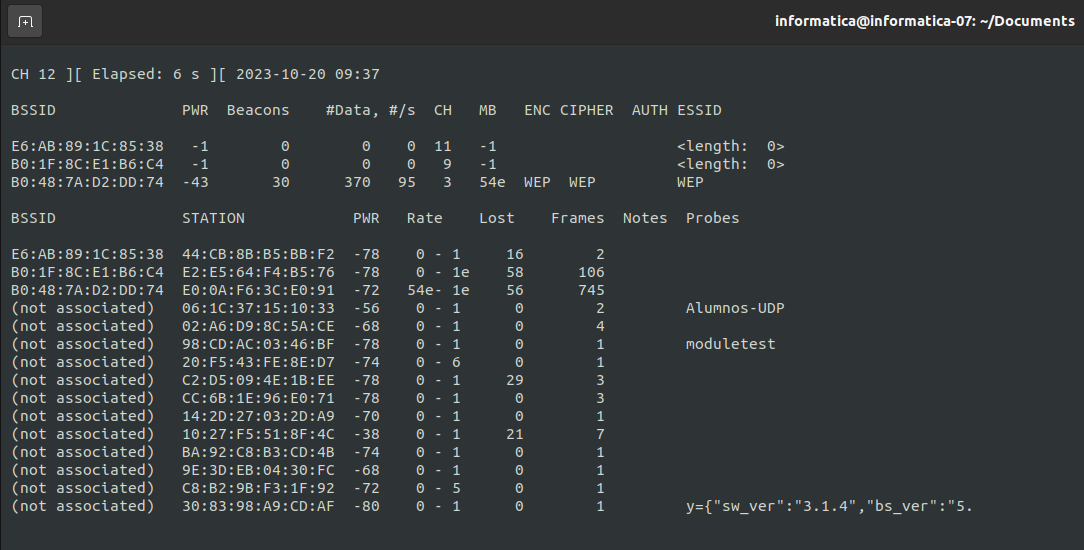 informatica@informatica-07: ~/Documents
CH 12 ][ Elapsed: 6 s ][ 2023-10-20 09:37
BSSID PWR Beacons #Data, #/s CH MB ENC CIPHER AUTH ESSID
E6:AB:89:1C:85:38 -1 0 0 0 11 -1 <length: 0>
B0:1F:8C:E1:B6:C4 -1 0 0 0 9 -1 <length: 0>
B0:48:7A:D2:DD:74 -43 30 370 95 3 54e WEP WEP WEP
BSSID STATION PWR Rate Lost Frames Notes Probes
E6:AB:89:1C:85:38 44:CB:8B:B5:BB:F2 -78 0 - 1 16 2
B0:1F:8C:E1:B6:C4 E2:E5:64:F4:B5:76 -78 0 - 1e 58 106
B0:48:7A:D2:DD:74 E0:0A:F6:3C:E0:91 -72 54e- 1e 56 745
(not associated) 06:1C:37:15:10:33 -56 0 - 1 0 2 Alumnos-UDP
(not associated) 02:A6:D9:8C:5A:CE -68 0 - 1 0 4
(not associated) 98:CD:AC:03:46:BF -78 0 - 1 0 1 moduletest
(not associated) 20:F5:43:FE:8E:D7 -74 0 - 6 0 1
(not associated) C2:D5:09:4E:1B:EE -78 0 - 1 29 3
(not associated) CC:6B:1E:96:E0:71 -78 0 - 1 0 3
(not associated) 14:2D:27:03:2D:A9 -70 0 - 1 0 1
(not associated) 10:27:F5:51:8F:4C -38 0 - 1 21 7
(not associated) BA:92:C8:B3:CD:4B -74 0 - 1 0 1
(not associated) 9E:3D:EB:04:30:FC -68 0 - 1 0 1
(not associated) C8:B2:9B:F3:1F:92 -72 0 - 5 0 1
(not associated) 30:83:98:A9:CD:AF -80 0 - 1 0 1 y={"sw_ver":"3.1.4","bs_ver":"5.